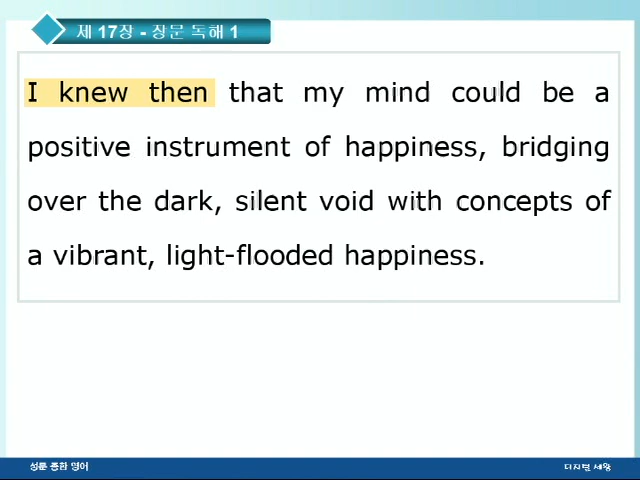 제 17장 - 장문 독해 1
I knew then that my mind could be a
positive instrument of happiness, bridging
over the dark, silent void with concepts of
a vibrant, light-flooded happiness.
성문 종합 영어
디지털 세왕